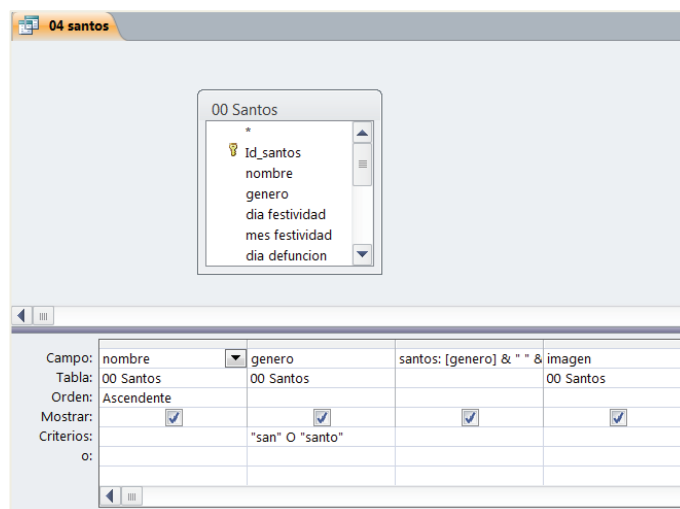 04 santos
00 Santos
*
Id_santos
nombre
genero
dia festividad
mes festividad
dia defuncion
Campo: nombre genero santos: [genero] & " " & imagen
Tabla: 00 Santos 00 Santos 00 Santos
Orden: Ascendente
Mostrar:
Criterios: "san" O "santo"
o: